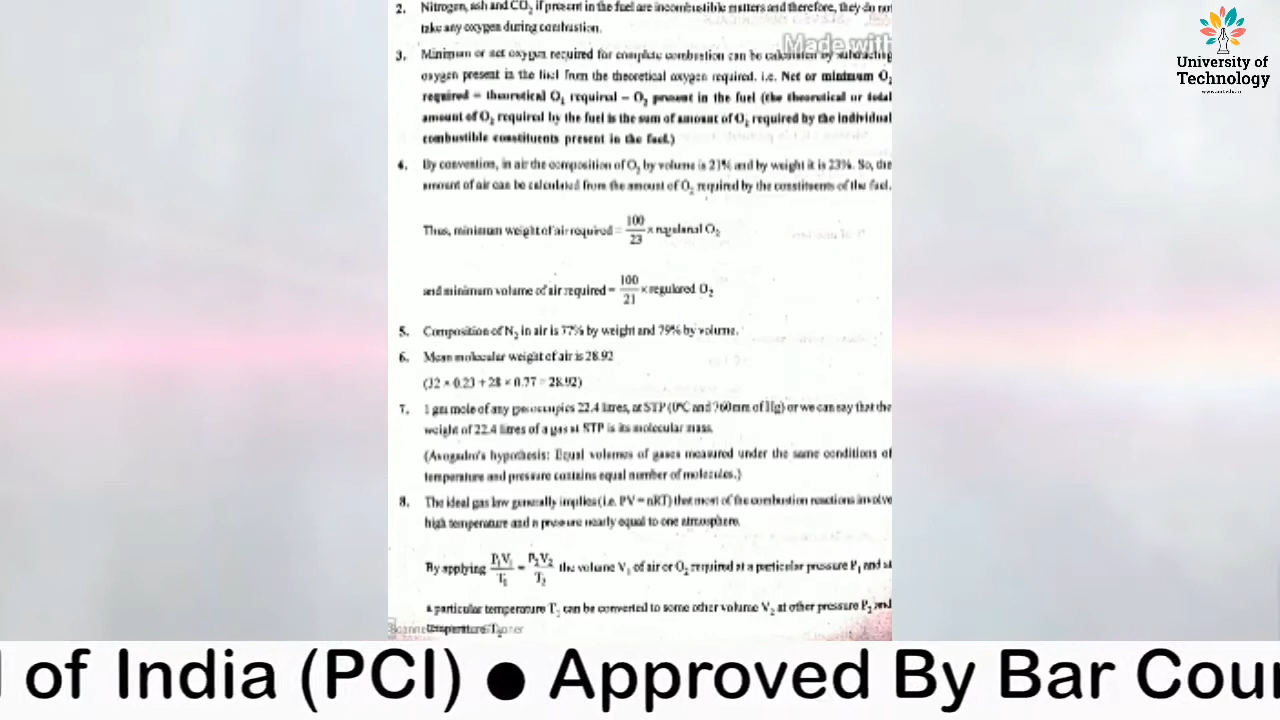 2. Nitrogen, ash and CO2 if present in the fuel are incombustible matters and therefore, they do not
take any oxygen during combustion.
Made with
3. Minimum or net oxygen required for complete combustion can be calculated by subtracting
oxygen present in the fuel from the theoretical oxygen required. i.e. Net or minimum O2
required = theoretical O2 required – O2 present in the fuel (the theoretical or total
amount of O2 required by the fuel is the sum of amount of O2 required by the individual
combustible constituents present in the fuel.)
4. By convention, in air the composition of O2 by volume is 21% and by weight it is 23%. So, the
amount of air can be calculated from the amount of O2 required by the constituents of the fuel.
Thus, minimum weight of air required = 100/23 × required O2
and minimum volume of air required = 100/21 × required O2
5. Composition of N2 in air is 77% by weight and 79% by volume.
6. Mean molecular weight of air is 28.92
(32 × 0.23 + 28 × 0.77 = 28.92)
7. 1 gm mole of any gas occupies 22.4 litres, at STP (0°C and 760mm of Hg) or we can say that the
weight of 22.4 litres of a gas at STP is its molecular mass.
(Avogadro's hypothesis: Equal volumes of gases measured under the same conditions of
temperature and pressure contains equal number of molecules.)
8. The ideal gas law generally implies (i.e. PV = nRT) that most of the combustion reactions involve
high temperature and a pressure nearly equal to one atmosphere.
By applying P1V1/T1 = P2V2/T2 the volume V1 of air or O2 required at a particular pressure P1 and at
a particular temperature T1 can be converted to some other volume V2 at other pressure P2 and
temperature T2
University of
Technology
l of India (PCI) ● Approved By Bar Coun